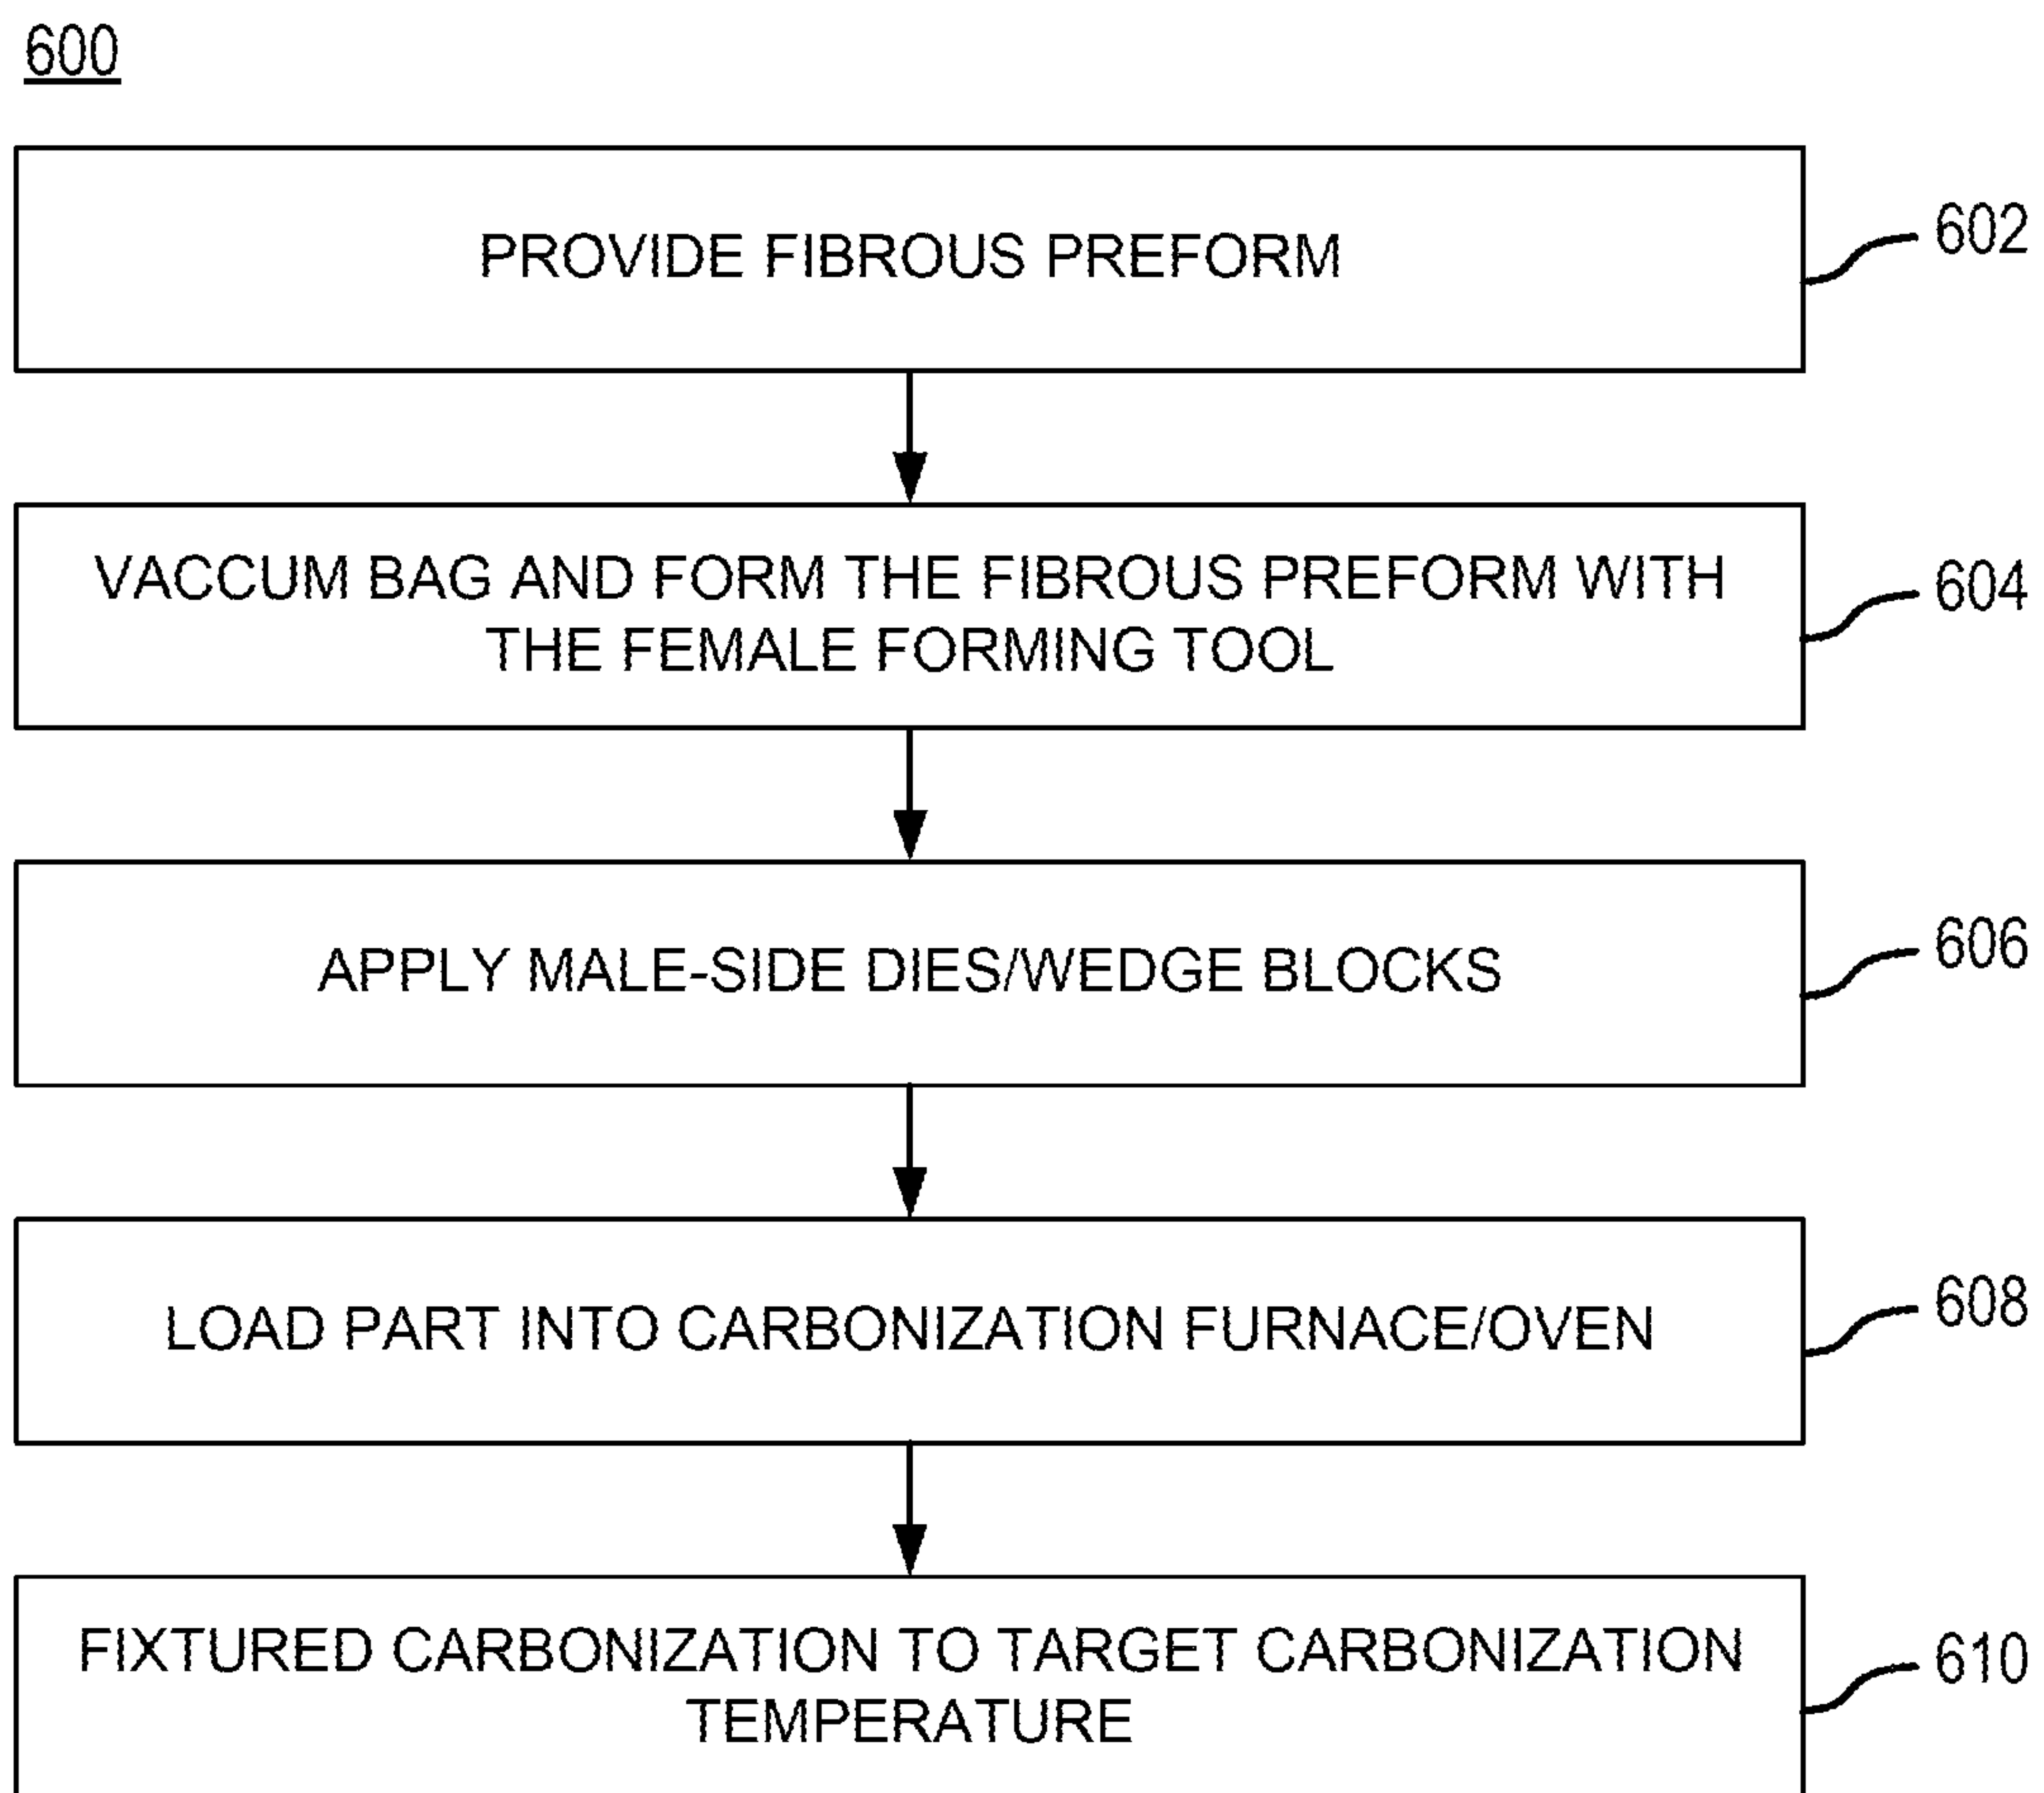 600
PROVIDE FIBROUS PREFORM
602
VACCUM BAG AND FORM THE FIBROUS PREFORM WITH
THE FEMALE FORMING TOOL
604
APPLY MALE-SIDE DIES/WEDGE BLOCKS
606
LOAD PART INTO CARBONIZATION FURNACE/OVEN
608
FIXTURED CARBONIZATION TO TARGET CARBONIZATION
TEMPERATURE
610